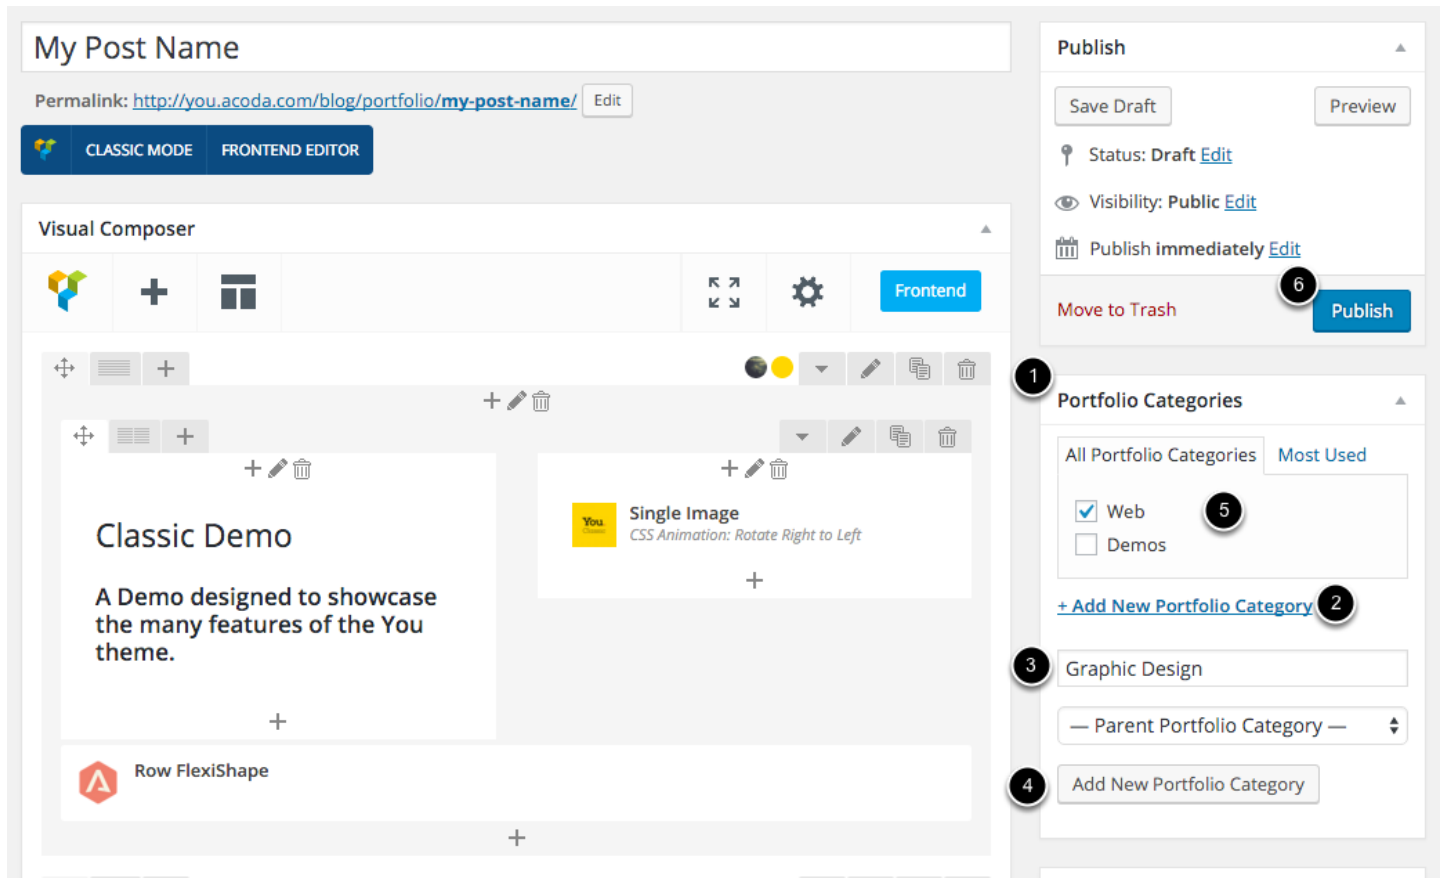 My Post Name
Permalink: http://you.acoda.com/blog/portfolio/my-post-name/ Edit
CLASSIC MODE FRONTEND EDITOR
Visual Composer
Frontend
Classic Demo
A Demo designed to showcase
the many features of the You
theme.
You
Classic
Single Image
CSS Animation: Rotate Right to Left
Row FlexiShape
Publish
Save Draft Preview
Status: Draft Edit
Visibility: Public Edit
Publish immediately Edit
6
Move to Trash Publish
1
Portfolio Categories
All Portfolio Categories Most Used
Web 5
Demos
+ Add New Portfolio Category 2
3 Graphic Design
— Parent Portfolio Category —
4 Add New Portfolio Category